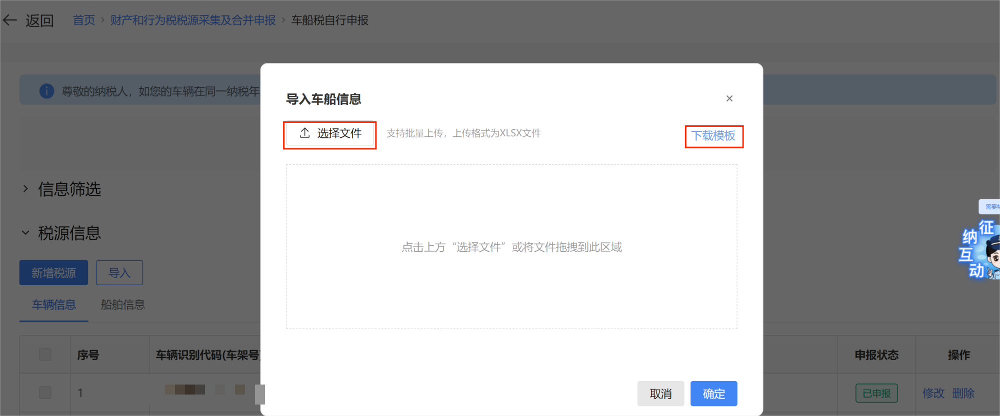 返回 首页 > 财产和行为税税源采集及合并申报 > 车船税自行申报
尊敬的纳税人，如您的车辆在同一纳税年
导入车船信息
选择文件 支持批量上传，上传格式为XLSX文件 下载模板
点击上方“选择文件”或将文件拖拽到此区域
取消 确定
信息筛选
税源信息
新增税源 导入
车辆信息 船舶信息
序号 车辆识别代码(车架号) 申报状态 操作
1 已申报 修改 删除
需要
征
纳
互
动